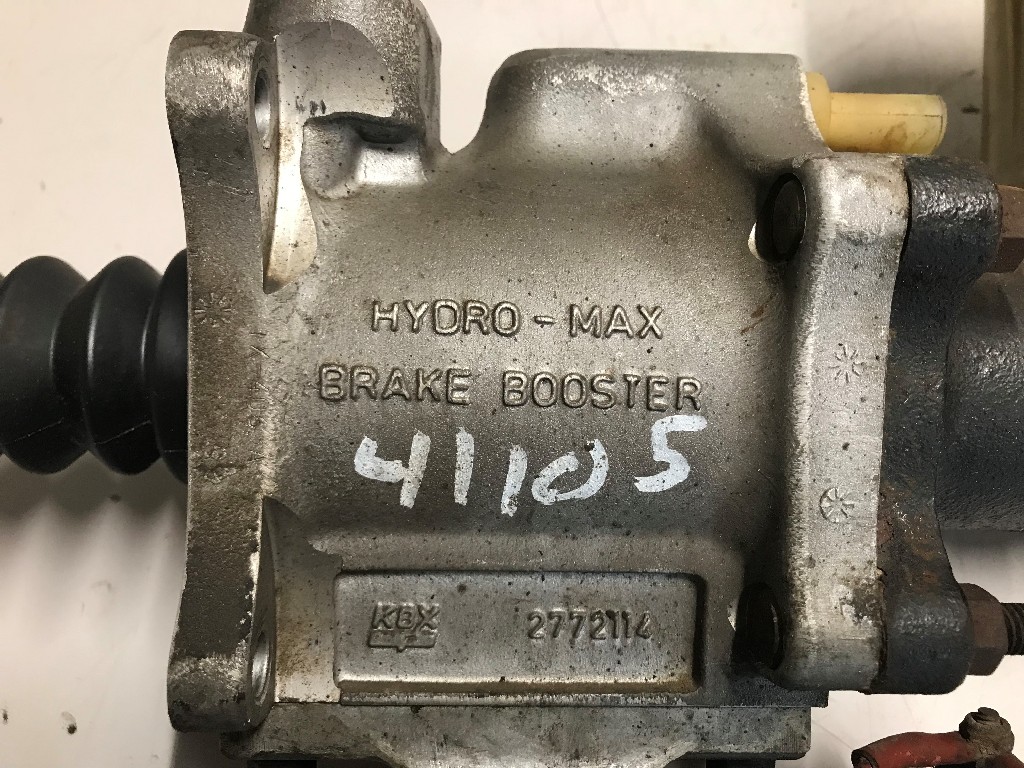 HYDRO-MAX
BRAKE BOOSTER
41105
KBX 2772114